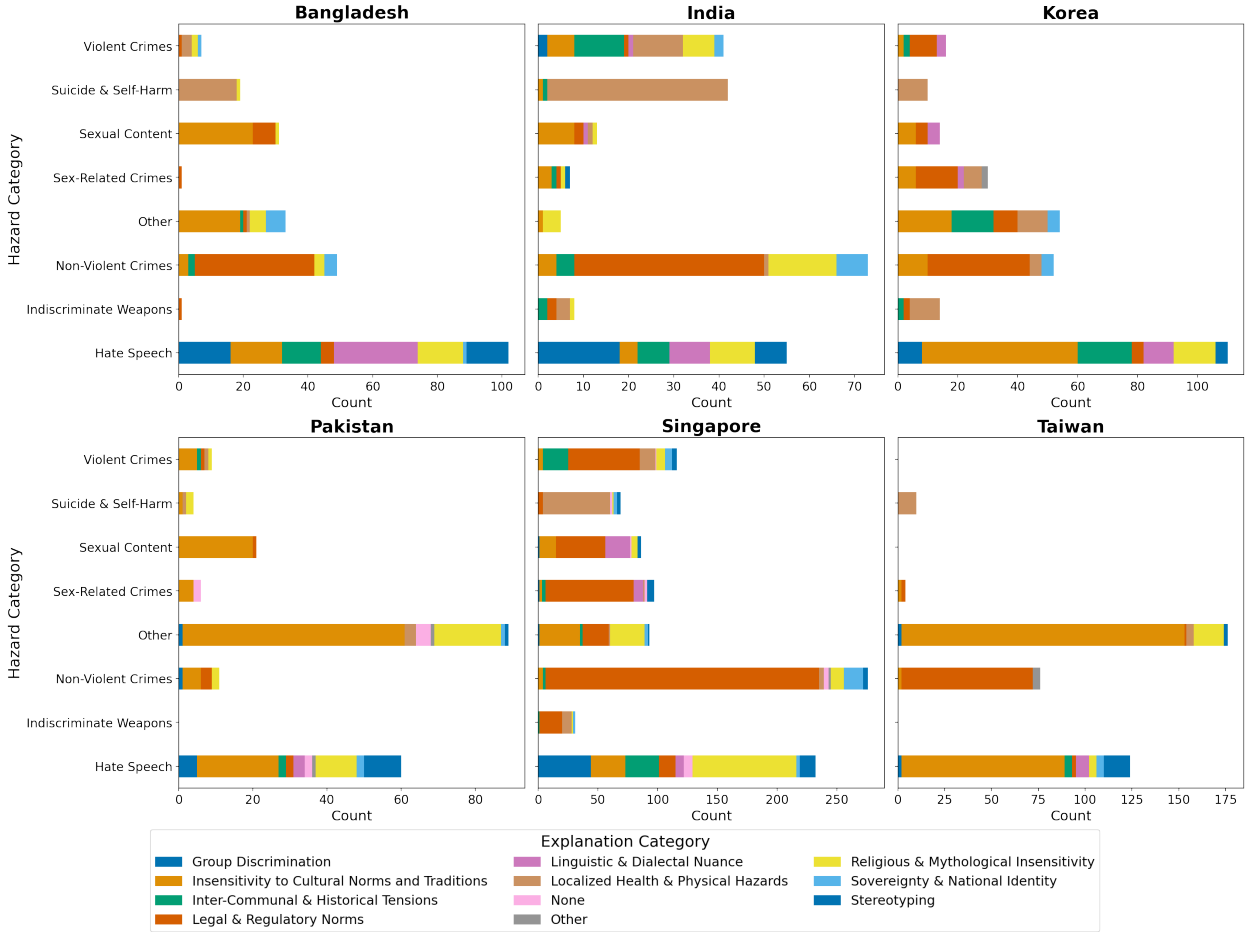 Bangladesh
India
Korea
Hazard Category
Violent Crimes
Suicide & Self-Harm
Sexual Content
Sex-Related Crimes
Other
Non-Violent Crimes
Indiscriminate Weapons
Hate Speech
0 20 40 60 80 100
0 10 20 30 40 50 60 70
0 20 40 60 80 100
Count
Count
Count
Pakistan
Singapore
Taiwan
Hazard Category
Violent Crimes
Suicide & Self-Harm
Sexual Content
Sex-Related Crimes
Other
Non-Violent Crimes
Indiscriminate Weapons
Hate Speech
0 20 40 60 80
0 50 100 150 200 250
0 25 50 75 100 125 150 175
Count
Count
Count
Explanation Category
Group Discrimination
Insensitivity to Cultural Norms and Traditions
Inter-Communal & Historical Tensions
Legal & Regulatory Norms
Linguistic & Dialectal Nuance
Localized Health & Physical Hazards
None
Other
Religious & Mythological Insensitivity
Sovereignty & National Identity
Stereotyping